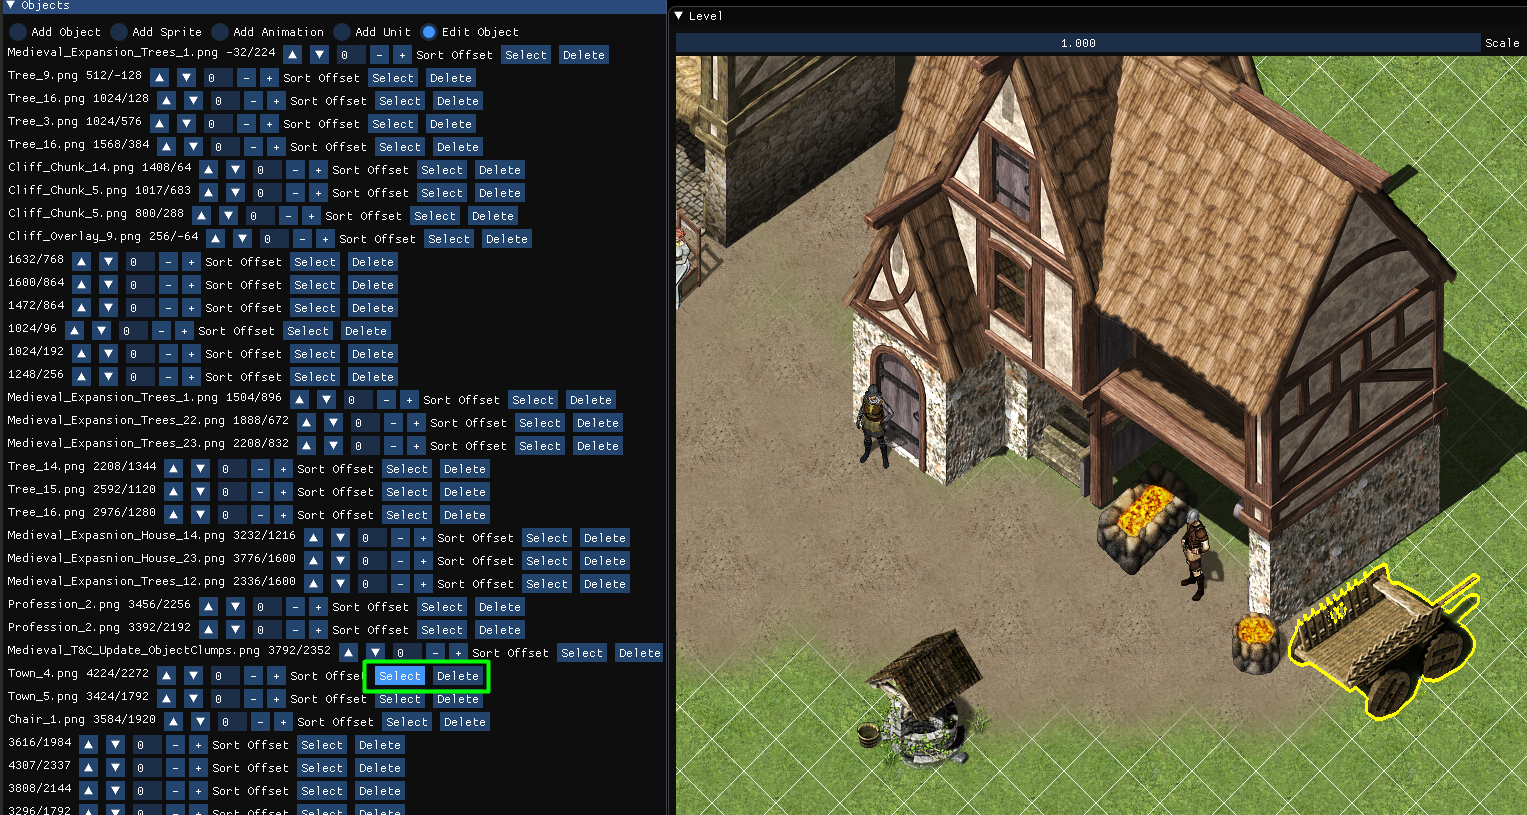 ▼ Objects
Add Object Add Sprite Add Animation Add Unit Edit Object
Medieval_Expansion_Trees_1.png -32/224 ▲ ▼ 0 - + Sort Offset Select Delete
Tree_9.png 512/-128 ▲ ▼ 0 - + Sort Offset Select Delete
Tree_16.png 1024/128 ▲ ▼ 0 - + Sort Offset Select Delete
Tree_3.png 1024/576 ▲ ▼ 0 - + Sort Offset Select Delete
Tree_16.png 1568/384 ▲ ▼ 0 - + Sort Offset Select Delete
Cliff_Chunk_14.png 1408/64 ▲ ▼ 0 - + Sort Offset Select Delete
Cliff_Chunk_5.png 1017/683 ▲ ▼ 0 - + Sort Offset Select Delete
Cliff_Chunk_5.png 800/288 ▲ ▼ 0 - + Sort Offset Select Delete
Cliff_Overlay_9.png 256/-64 ▲ ▼ 0 - + Sort Offset Select Delete
1632/768 ▲ ▼ 0 - + Sort Offset Select Delete
1600/864 ▲ ▼ 0 - + Sort Offset Select Delete
1472/864 ▲ ▼ 0 - + Sort Offset Select Delete
1024/96 ▲ ▼ 0 - + Sort Offset Select Delete
1024/192 ▲ ▼ 0 - + Sort Offset Select Delete
1248/256 ▲ ▼ 0 - + Sort Offset Select Delete
Medieval_Expansion_Trees_1.png 1504/896 ▲ ▼ 0 - + Sort Offset Select Delete
Medieval_Expansion_Trees_22.png 1888/672 ▲ ▼ 0 - + Sort Offset Select Delete
Medieval_Expansion_Trees_23.png 2208/832 ▲ ▼ 0 - + Sort Offset Select Delete
Tree_14.png 2208/1344 ▲ ▼ 0 - + Sort Offset Select Delete
Tree_15.png 2592/1120 ▲ ▼ 0 - + Sort Offset Select Delete
Tree_16.png 2976/1280 ▲ ▼ 0 - + Sort Offset Select Delete
Medieval_Expasnion_House_14.png 3232/1216 ▲ ▼ 0 - + Sort Offset Select Delete
Medieval_Expasnion_House_23.png 3776/1600 ▲ ▼ 0 - + Sort Offset Select Delete
Medieval_Expansion_Trees_12.png 2336/1600 ▲ ▼ 0 - + Sort Offset Select Delete
Profession_2.png 3456/2256 ▲ ▼ 0 - + Sort Offset Select Delete
Profession_2.png 3392/2192 ▲ ▼ 0 - + Sort Offset Select Delete
Medieval_T&C_Update_ObjectClumps.png 3792/2352 ▲ ▼ 0 - + Sort Offset Select Delete
Town_4.png 4224/2272 ▲ ▼ 0 - + Sort Offset Select Delete
Town_5.png 3424/1792 ▲ ▼ 0 - + Sort Offset Select Delete
Chair_1.png 3584/1920 ▲ ▼ 0 - + Sort Offset Select Delete
3616/1984 ▲ ▼ 0 - + Sort Offset Select Delete
4307/2337 ▲ ▼ 0 - + Sort Offset Select Delete
3808/2144 ▲ ▼ 0 - + Sort Offset Select Delete
3296/1792 ▲ ▼ 0 - + Sort Offset Select Delete
▼ Level
1.000 Scale